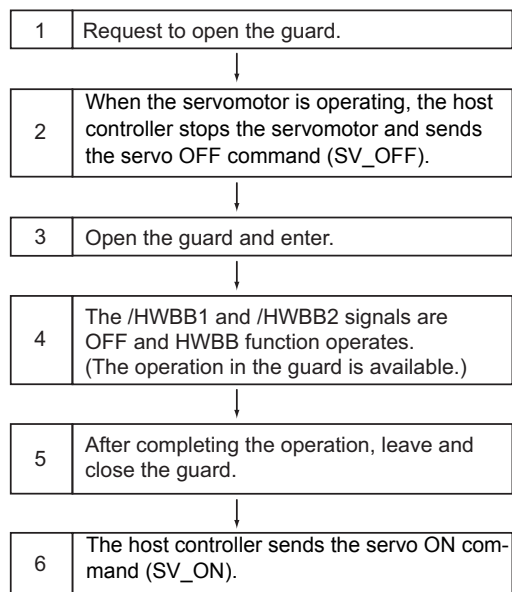 1 Request to open the guard.
2 When the servomotor is operating, the host
controller stops the servomotor and sends
the servo OFF command (SV_OFF).
3 Open the guard and enter.
4 The /HWBB1 and /HWBB2 signals are
OFF and HWBB function operates.
(The operation in the guard is available.)
5 After completing the operation, leave and
close the guard.
6 The host controller sends the servo ON com-
mand (SV_ON).